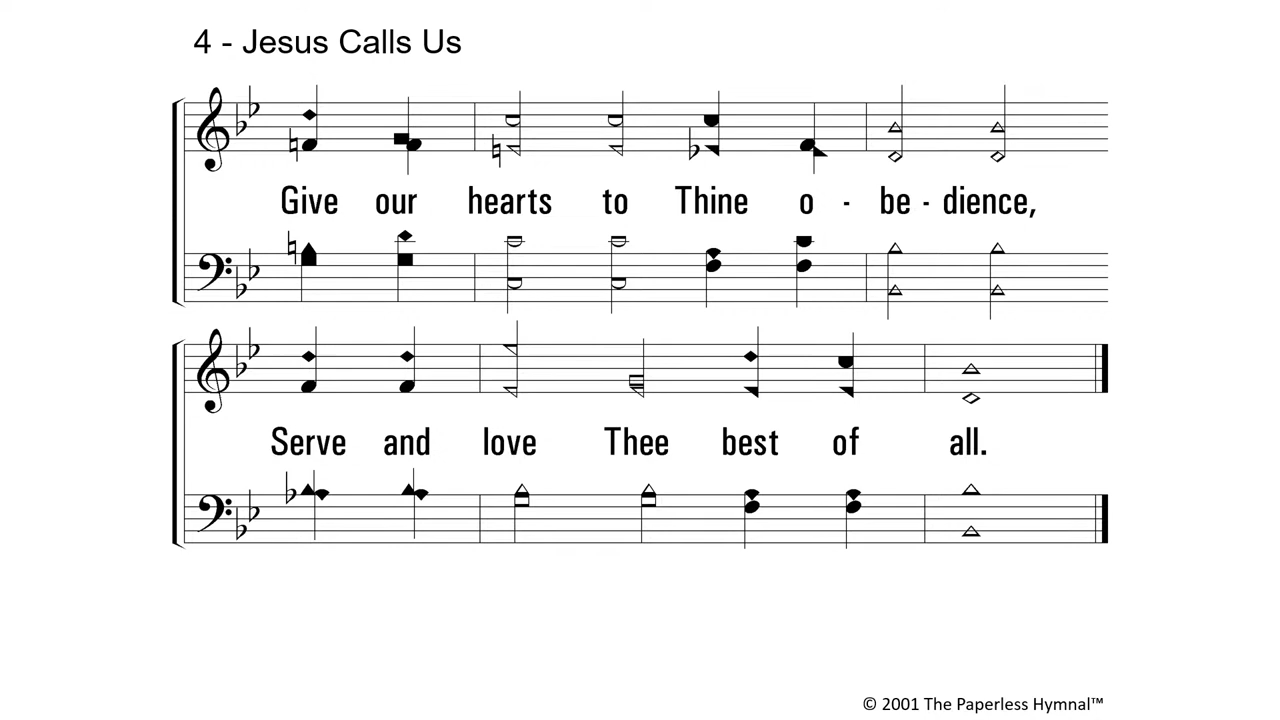 4 - Jesus Calls Us
Give our hearts to Thine o - be - dience,
Serve and love Thee best of all.
© 2001 The Paperless Hymnal™